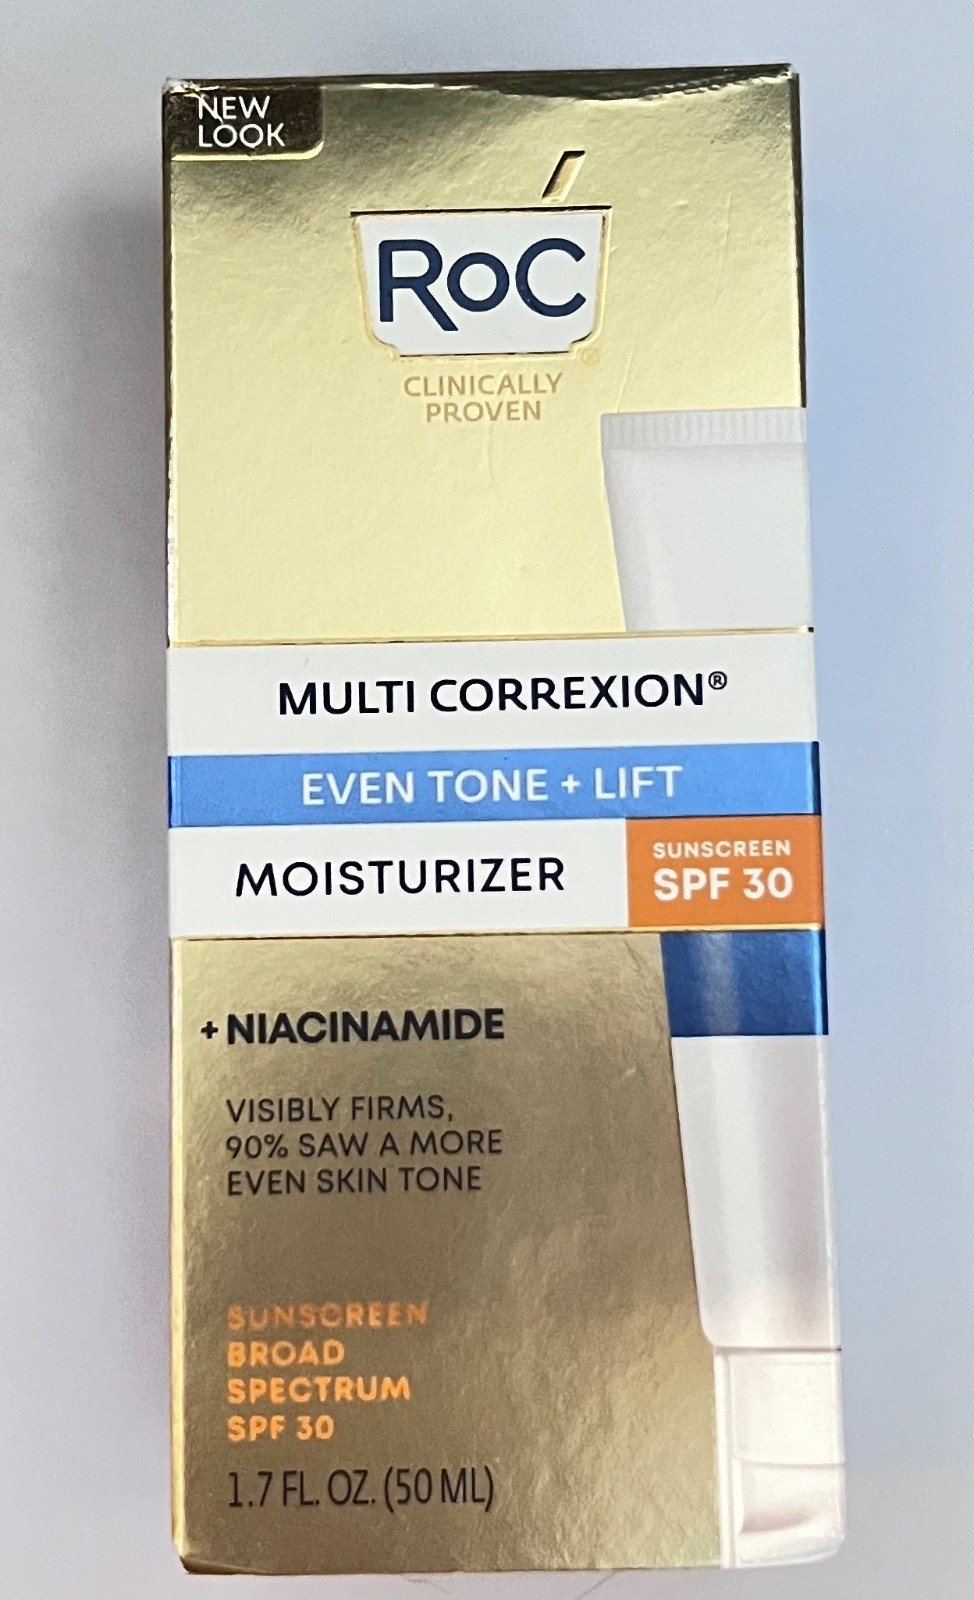 NEW
LOOK
RoC
®
CLINICALLY
PROVEN
MULTI CORREXION®
EVEN TONE + LIFT
MOISTURIZER
SUNSCREEN
SPF 30
+ NIACINAMIDE
VISIBLY FIRMS,
90% SAW A MORE
EVEN SKIN TONE
SUNSCREEN
BROAD
SPECTRUM
SPF 30
1.7 FL. OZ. (50 ML)